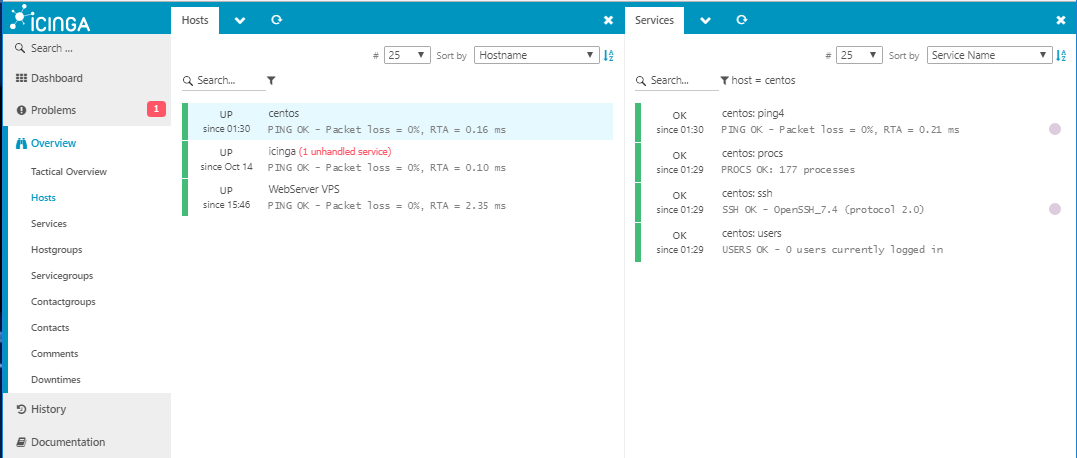 icinga
Search ...
Dashboard
Problems 1
Overview
Tactical Overview
Hosts
Services
Hostgroups
Servicegroups
Contactgroups
Contacts
Comments
Downtimes
History
Documentation
Hosts
# 25 Sort by Hostname
Search...
UP centos
since 01:30 PING OK - Packet loss = 0%, RTA = 0.16 ms
UP icinga (1 unhandled service)
since Oct 14 PING OK - Packet loss = 0%, RTA = 0.10 ms
UP WebServer VPS
since 15:46 PING OK - Packet loss = 0%, RTA = 2.35 ms
Services
# 25 Sort by Service Name
Search... host = centos
OK centos: ping4
since 01:30 PING OK - Packet loss = 0%, RTA = 0.21 ms
OK centos: procs
since 01:29 PROCS OK: 177 processes
OK centos: ssh
since 01:29 SSH OK - OpenSSH_7.4 (protocol 2.0)
OK centos: users
since 01:29 USERS OK - 0 users currently logged in